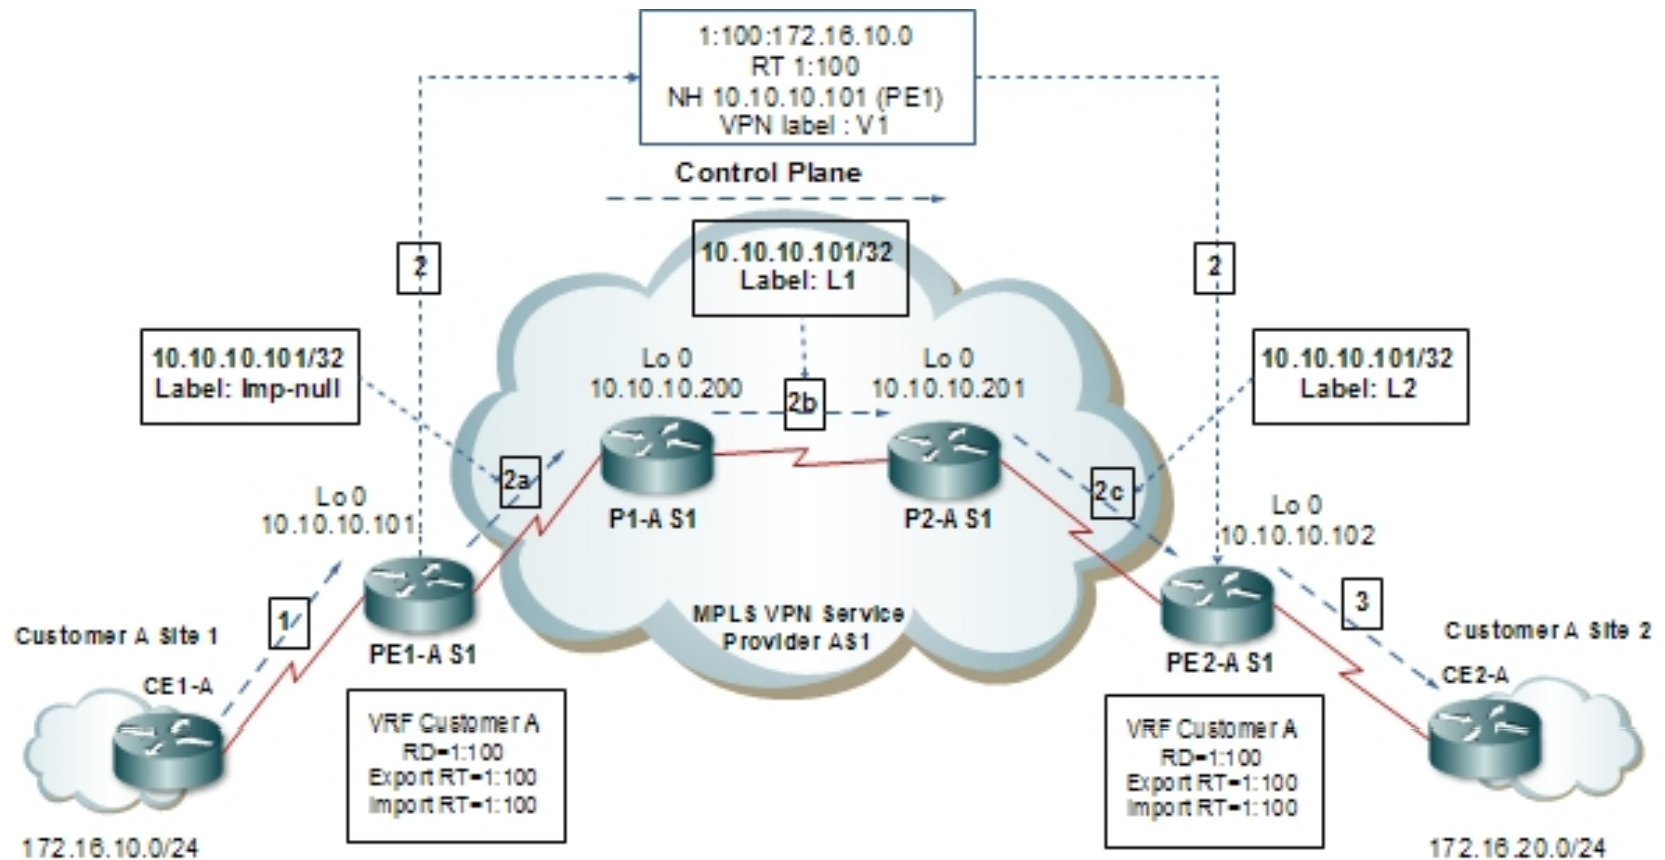 1:100:172.16.10.0
RT 1:100
NH 10.10.10.101 (PE1)
VPN label : V1
Control Plane
2
10.10.10.101/32
Label: L1
2
10.10.10.101/32
Label: Imp-null
Lo 0
10.10.10.200
2b
Lo 0
10.10.10.201
10.10.10.101/32
Label: L2
2a
P1-AS1
P2-AS1
2c
Lo 0
10.10.10.101
Lo 0
10.10.10.102
1
3
MPLS VPN Service
Provider AS1
Customer A Site 1
CE1-A
PE1-AS1
PE2-AS1
Customer A Site 2
CE2-A
VRF Customer A
RD=1:100
Export RT=1:100
Import RT=1:100
VRF Customer A
RD=1:100
Export RT=1:100
Import RT=1:100
172.16.10.0/24
172.16.20.0/24